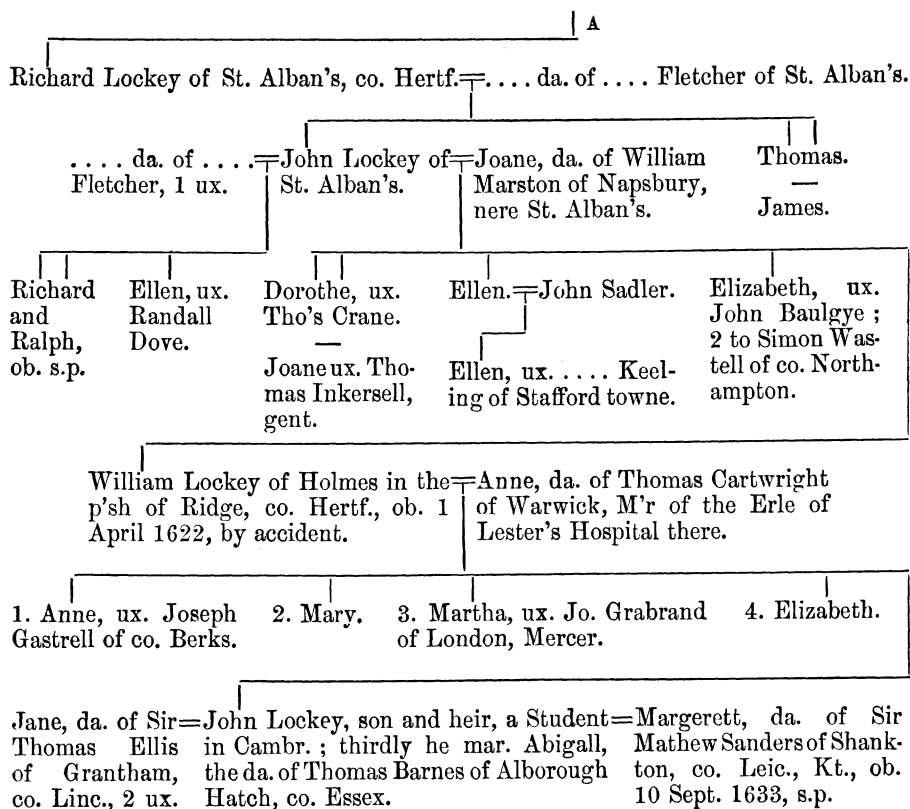 A
Richard Lockey of St. Alban's, co. Hertf.=.... da. of .... Fletcher of St. Alban's.
.... da. of ....=John Lockey of=Joane, da. of William Thomas.
Fletcher, 1 ux. St. Alban's. Marston of Napsbury, —
nere St. Alban's. James.
Richard Ellen, ux. Dorothe, ux. Ellen.=John Sadler. Elizabeth, ux.
and Randall Tho's Crane. John Baulgye ;
Ralph, Dove. — 2 to Simon Was-
ob. s.p. Joane ux. Tho- Ellen, ux. ..... Keel- tell of co. North-
mas Inkersell, ing of Stafford towne. ampton.
gent.
William Lockey of Holmes in the=Anne, da. of Thomas Cartwright
p'sh of Ridge, co. Hertf., ob. 1 of Warwick, M'r of the Erle of
April 1622, by accident. Lester's Hospital there.
1. Anne, ux. Joseph 2. Mary. 3. Martha, ux. Jo. Grabrand 4. Elizabeth.
Gastrell of co. Berks. of London, Mercer.
Jane, da. of Sir=John Lockey, son and heir, a Student=Margerett, da. of Sir
Thomas Ellis in Cambr. ; thirdly he mar. Abigall, Mathew Sanders of Shank-
of Grantham, the da. of Thomas Barnes of Alborough ton, co. Leic., Kt., ob.
co. Linc., 2 ux. Hatch, co. Essex. 10 Sept. 1633, s.p.